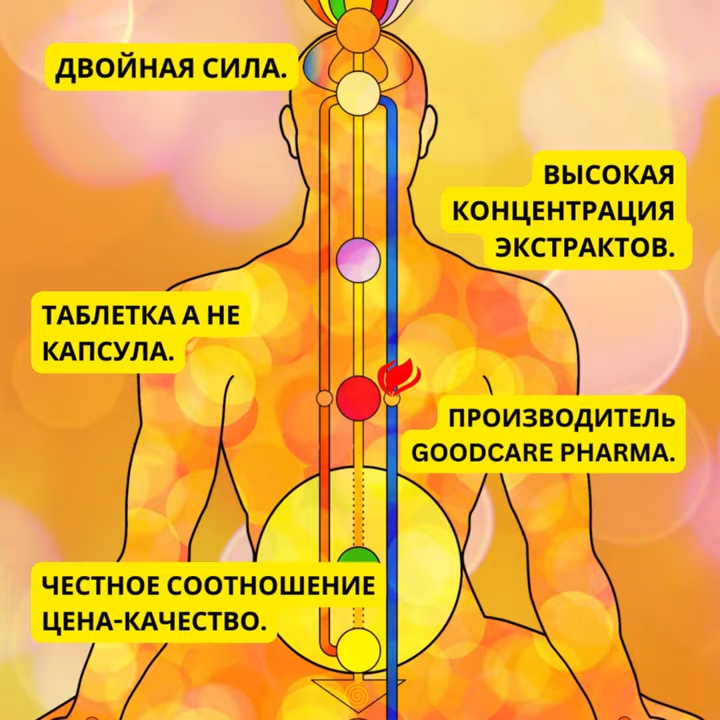 ДВОЙНАЯ СИЛА.
ВЫСОКАЯ
КОНЦЕНТРАЦИЯ
ЭКСТРАКТОВ.
ТАБЛЕТКА А НЕ
КАПСУЛА.
ПРОИЗВОДИТЕЛь
GOODCARE PHARMA.
ЧЕСТНОЕ СООТНОШЕНИЕ
ЦЕНА-КАЧЕСТВО.